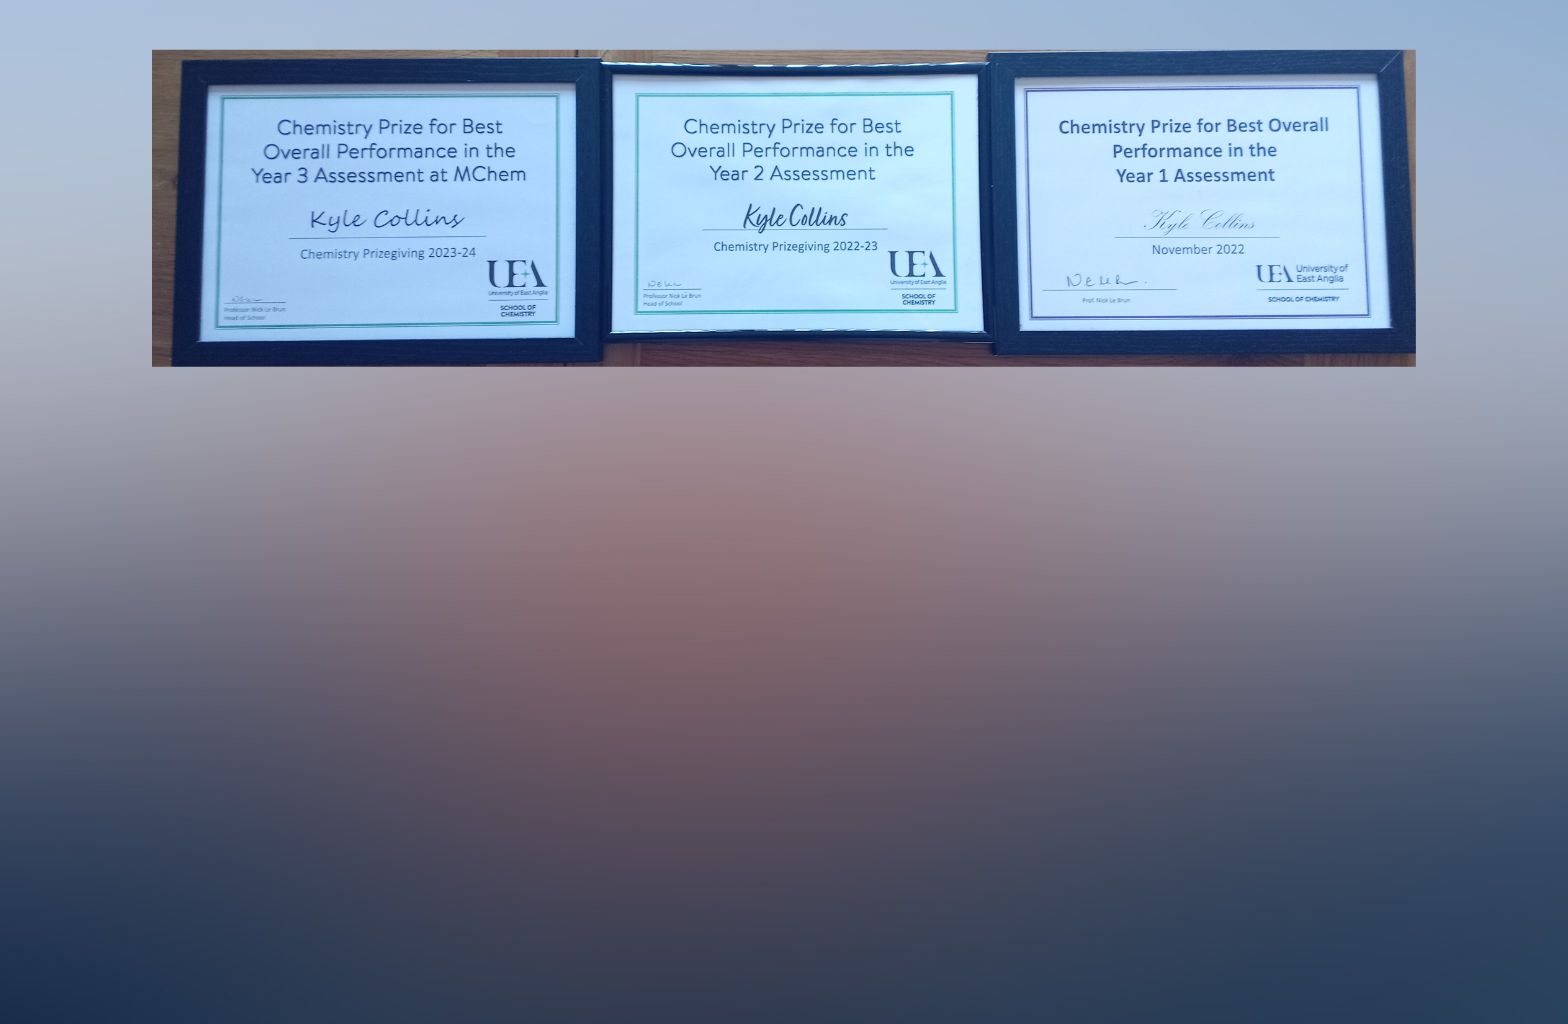 Chemistry Prize for Best
Overall Performance in the
Year 3 Assessment at MChem
Kyle Collins
Chemistry Prizegiving 2023-24
Professor Nick Le Brun
Head of School
UEA
University of East Anglia
SCHOOL OF
CHEMISTRY
Chemistry Prize for Best
Overall Performance in the
Year 2 Assessment
Kyle Collins
Chemistry Prizegiving 2022-23
Professor Nick Le Brun
Head of School
UEA
University of East Anglia
SCHOOL OF
CHEMISTRY
Chemistry Prize for Best Overall
Performance in the
Year 1 Assessment
Kyle Collins
November 2022
Prof. Nick Le Brun
UEA University of
East Anglia
SCHOOL OF CHEMISTRY